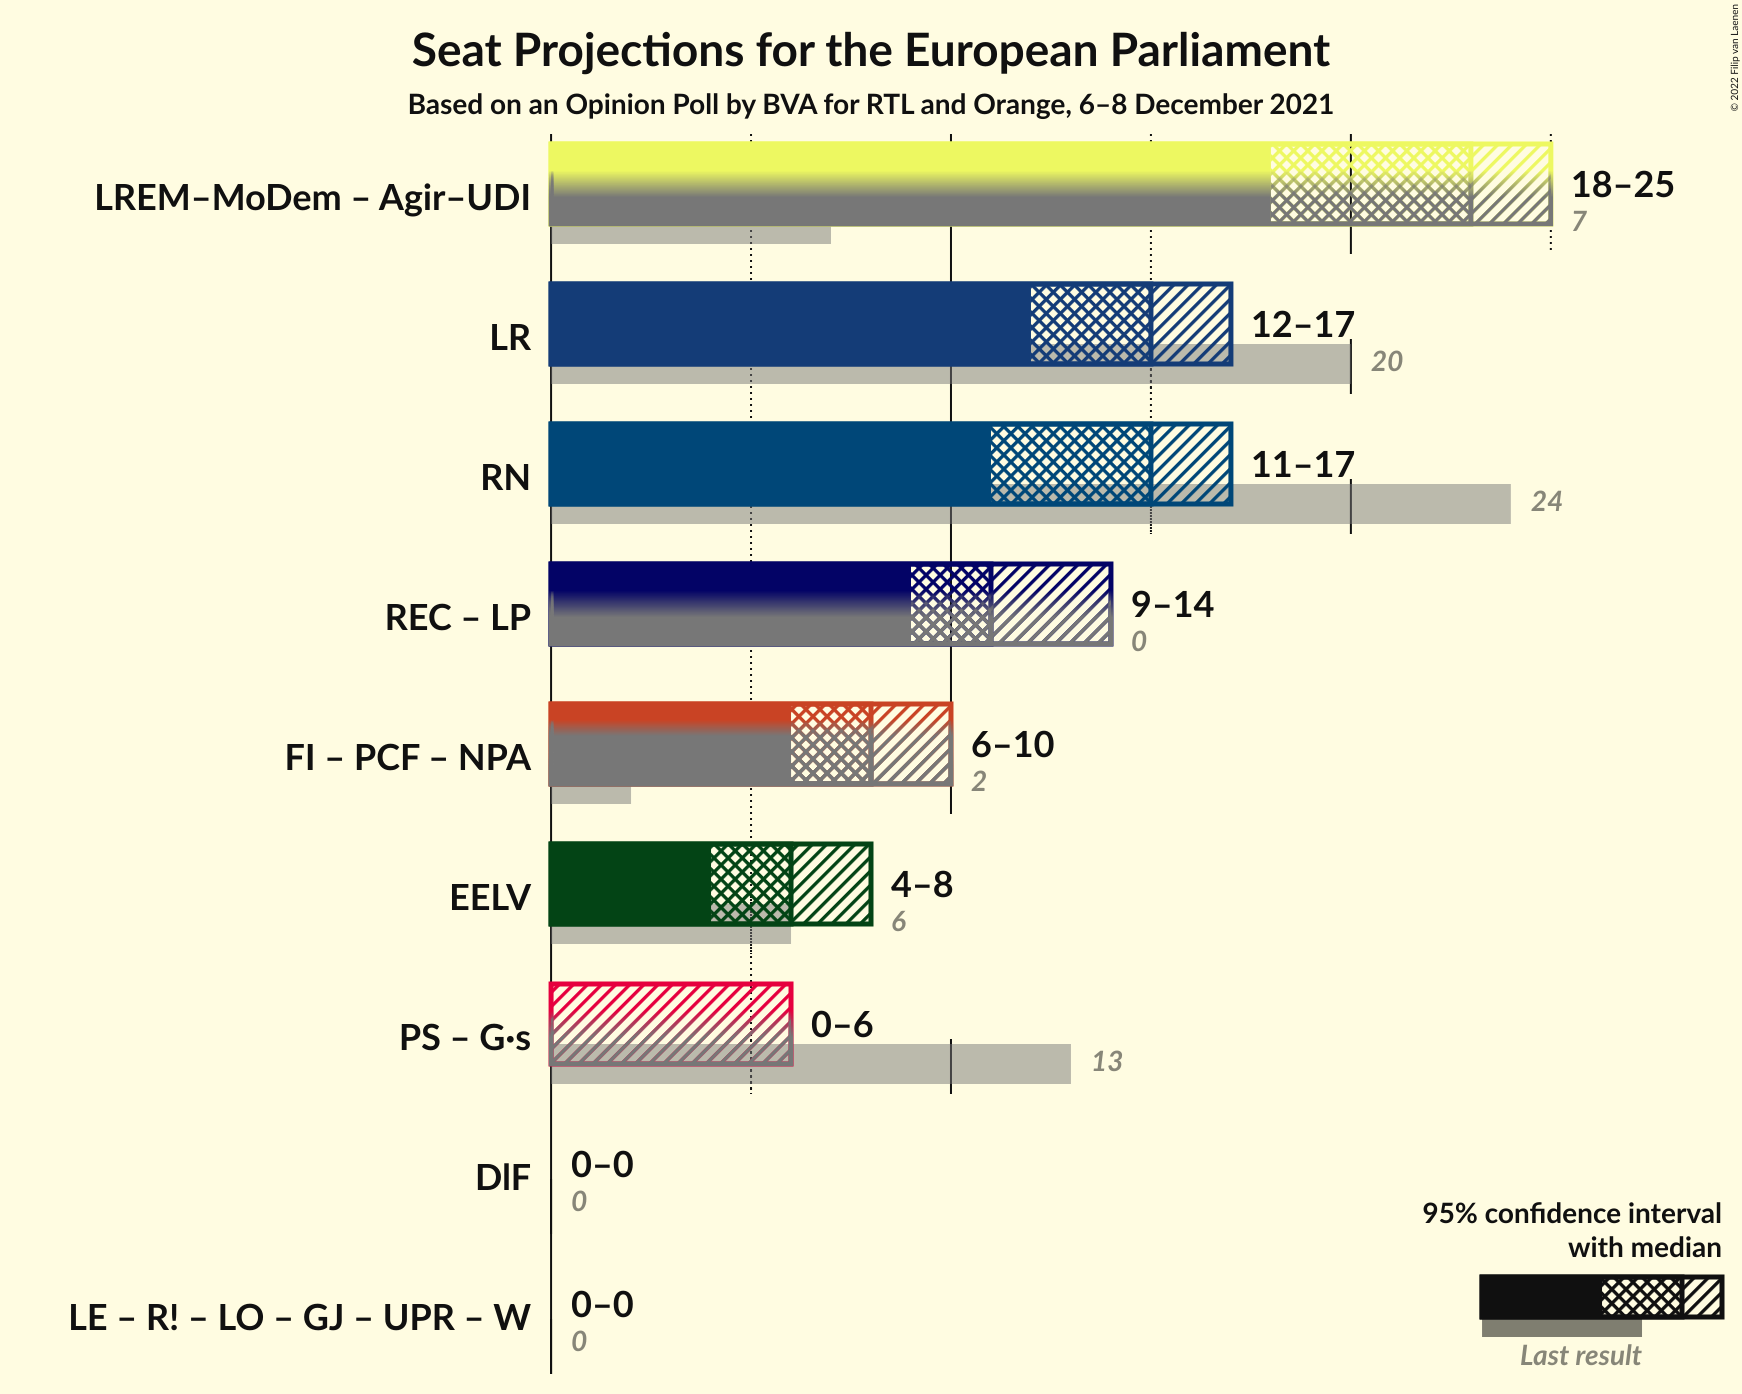 Seat Projections for the European Parliament
Based on an Opinion Poll by BVA for RTL and Orange, 6–8 December 2021
© 2022 Filip van Laenen
LREM–MoDem – Agir–UDI
18–25
7
LR
12–17
20
RN
11–17
24
REC – LP
9–14
0
FI – PCF – NPA
6–10
2
EELV
4–8
6
PS – G·s
0–6
13
DlF
0–0
0
LE – R! – LO – GJ – UPR – W
0–0
0
95% confidence interval
with median
Last result